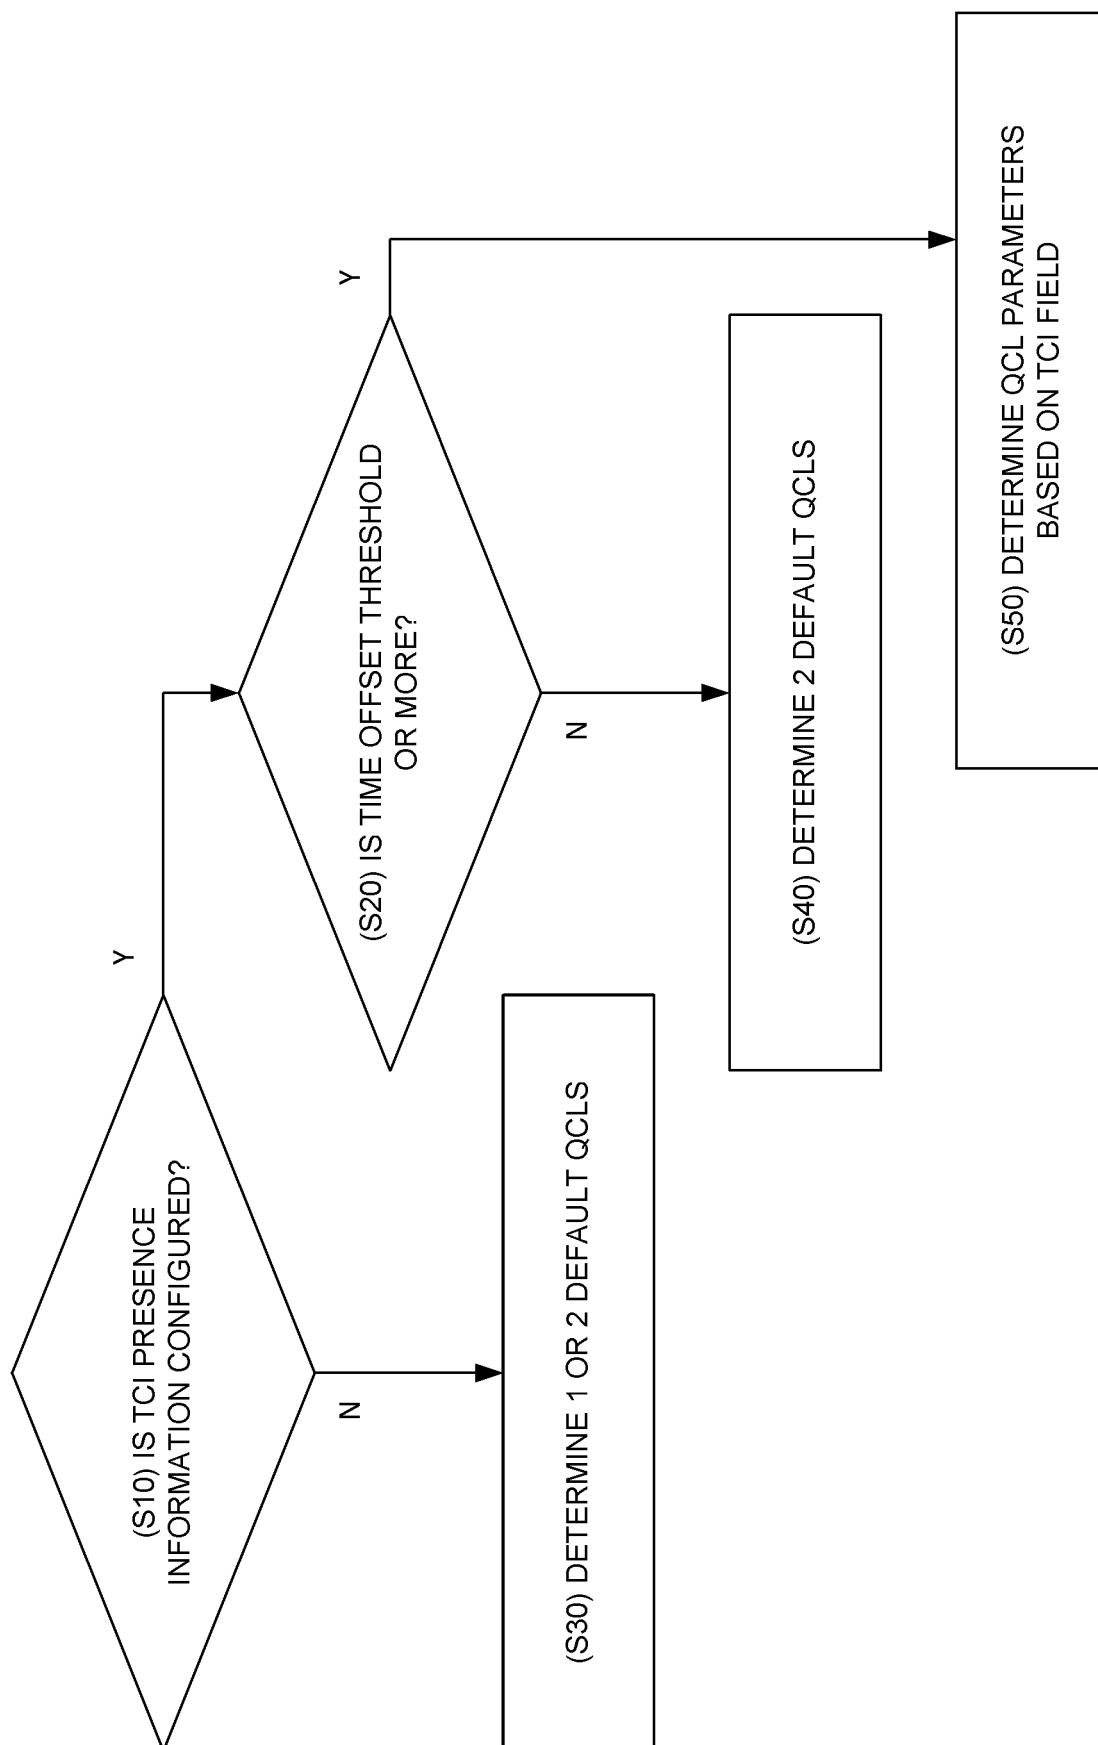 (S10) IS TCI PRESENCE
INFORMATION CONFIGURED?
Y
N
(S20) IS TIME OFFSET THRESHOLD
OR MORE?
Y
N
(S30) DETERMINE 1 OR 2 DEFAULT QCLS
(S40) DETERMINE 2 DEFAULT QCLS
(S50) DETERMINE QCL PARAMETERS
BASED ON TCI FIELD